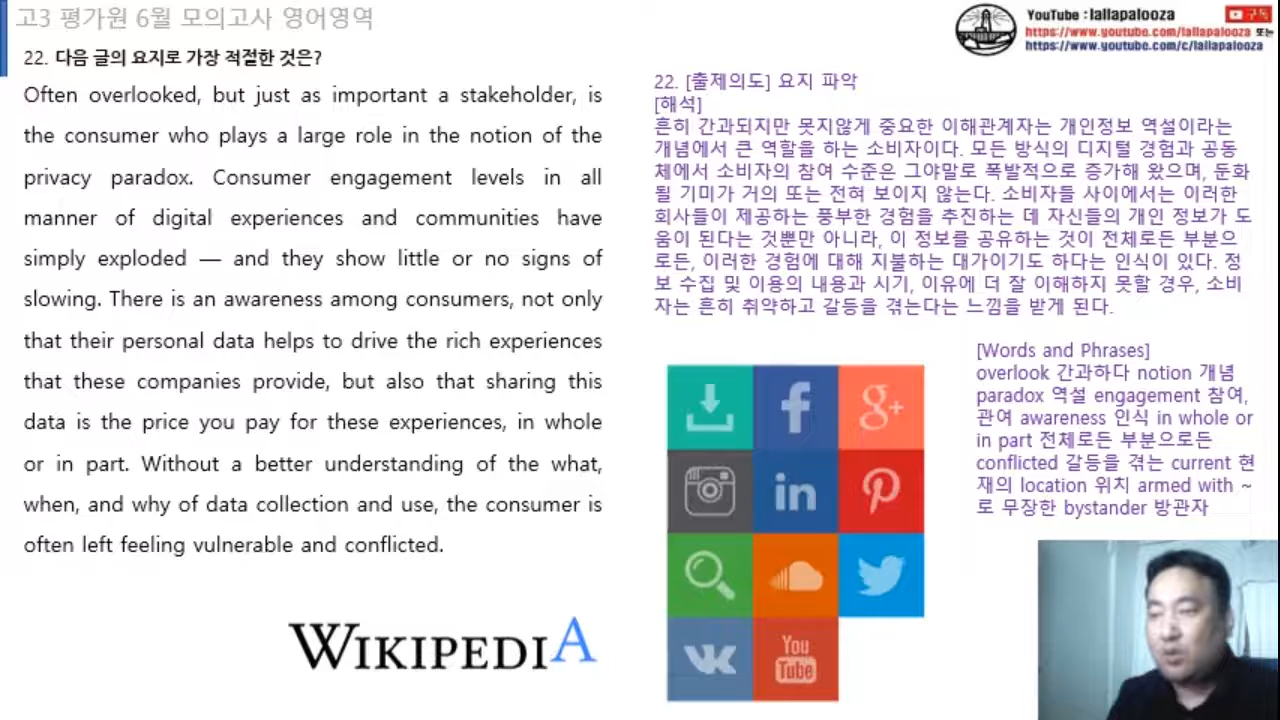 고3 평가원 6월 모의고사 영어영역
YouTube : lallapalooza
구독
https://www.youtube.com/lallapalooza 또는
https://www.youtube.com/c/lallapalooza
22. 다음 글의 요지로 가장 적절한 것은?
Often overlooked, but just as important a stakeholder, is
the consumer who plays a large role in the notion of the
privacy paradox. Consumer engagement levels in all
manner of digital experiences and communities have
simply exploded — and they show little or no signs of
slowing. There is an awareness among consumers, not only
that their personal data helps to drive the rich experiences
that these companies provide, but also that sharing this
data is the price you pay for these experiences, in whole
or in part. Without a better understanding of the what,
when, and why of data collection and use, the consumer is
often left feeling vulnerable and conflicted.
WIKIPEDIA
22. [출제의도] 요지 파악
[해석]
흔히 간과되지만 못지않게 중요한 이해관계자는 개인정보 역설이라는
개념에서 큰 역할을 하는 소비자이다. 모든 방식의 디지털 경험과 공동
체에서 소비자의 참여 수준은 그야말로 폭발적으로 증가해 왔으며, 둔화
될 기미가 거의 또는 전혀 보이지 않는다. 소비자들 사이에서는 이러한
회사들이 제공하는 풍부한 경험을 추진하는 데 자신들의 개인 정보가 도
움이 된다는 것뿐만 아니라, 이 정보를 공유하는 것이 전체로든 부분으
로든, 이러한 경험에 대해 지불하는 대가이기도 하다는 인식이 있다. 정
보 수집 및 이용의 내용과 시기, 이유에 더 잘 이해하지 못할 경우, 소비
자는 흔히 취약하고 갈등을 겪는다는 느낌을 받게 된다.
[Words and Phrases]
overlook 간과하다 notion 개념
paradox 역설 engagement 참여,
관여 awareness 인식 in whole or
in part 전체로든 부분으로든
conflicted 갈등을 겪는 current 현
재의 location 위치 armed with ~
로 무장한 bystander 방관자
f
g+
in
You
Tube